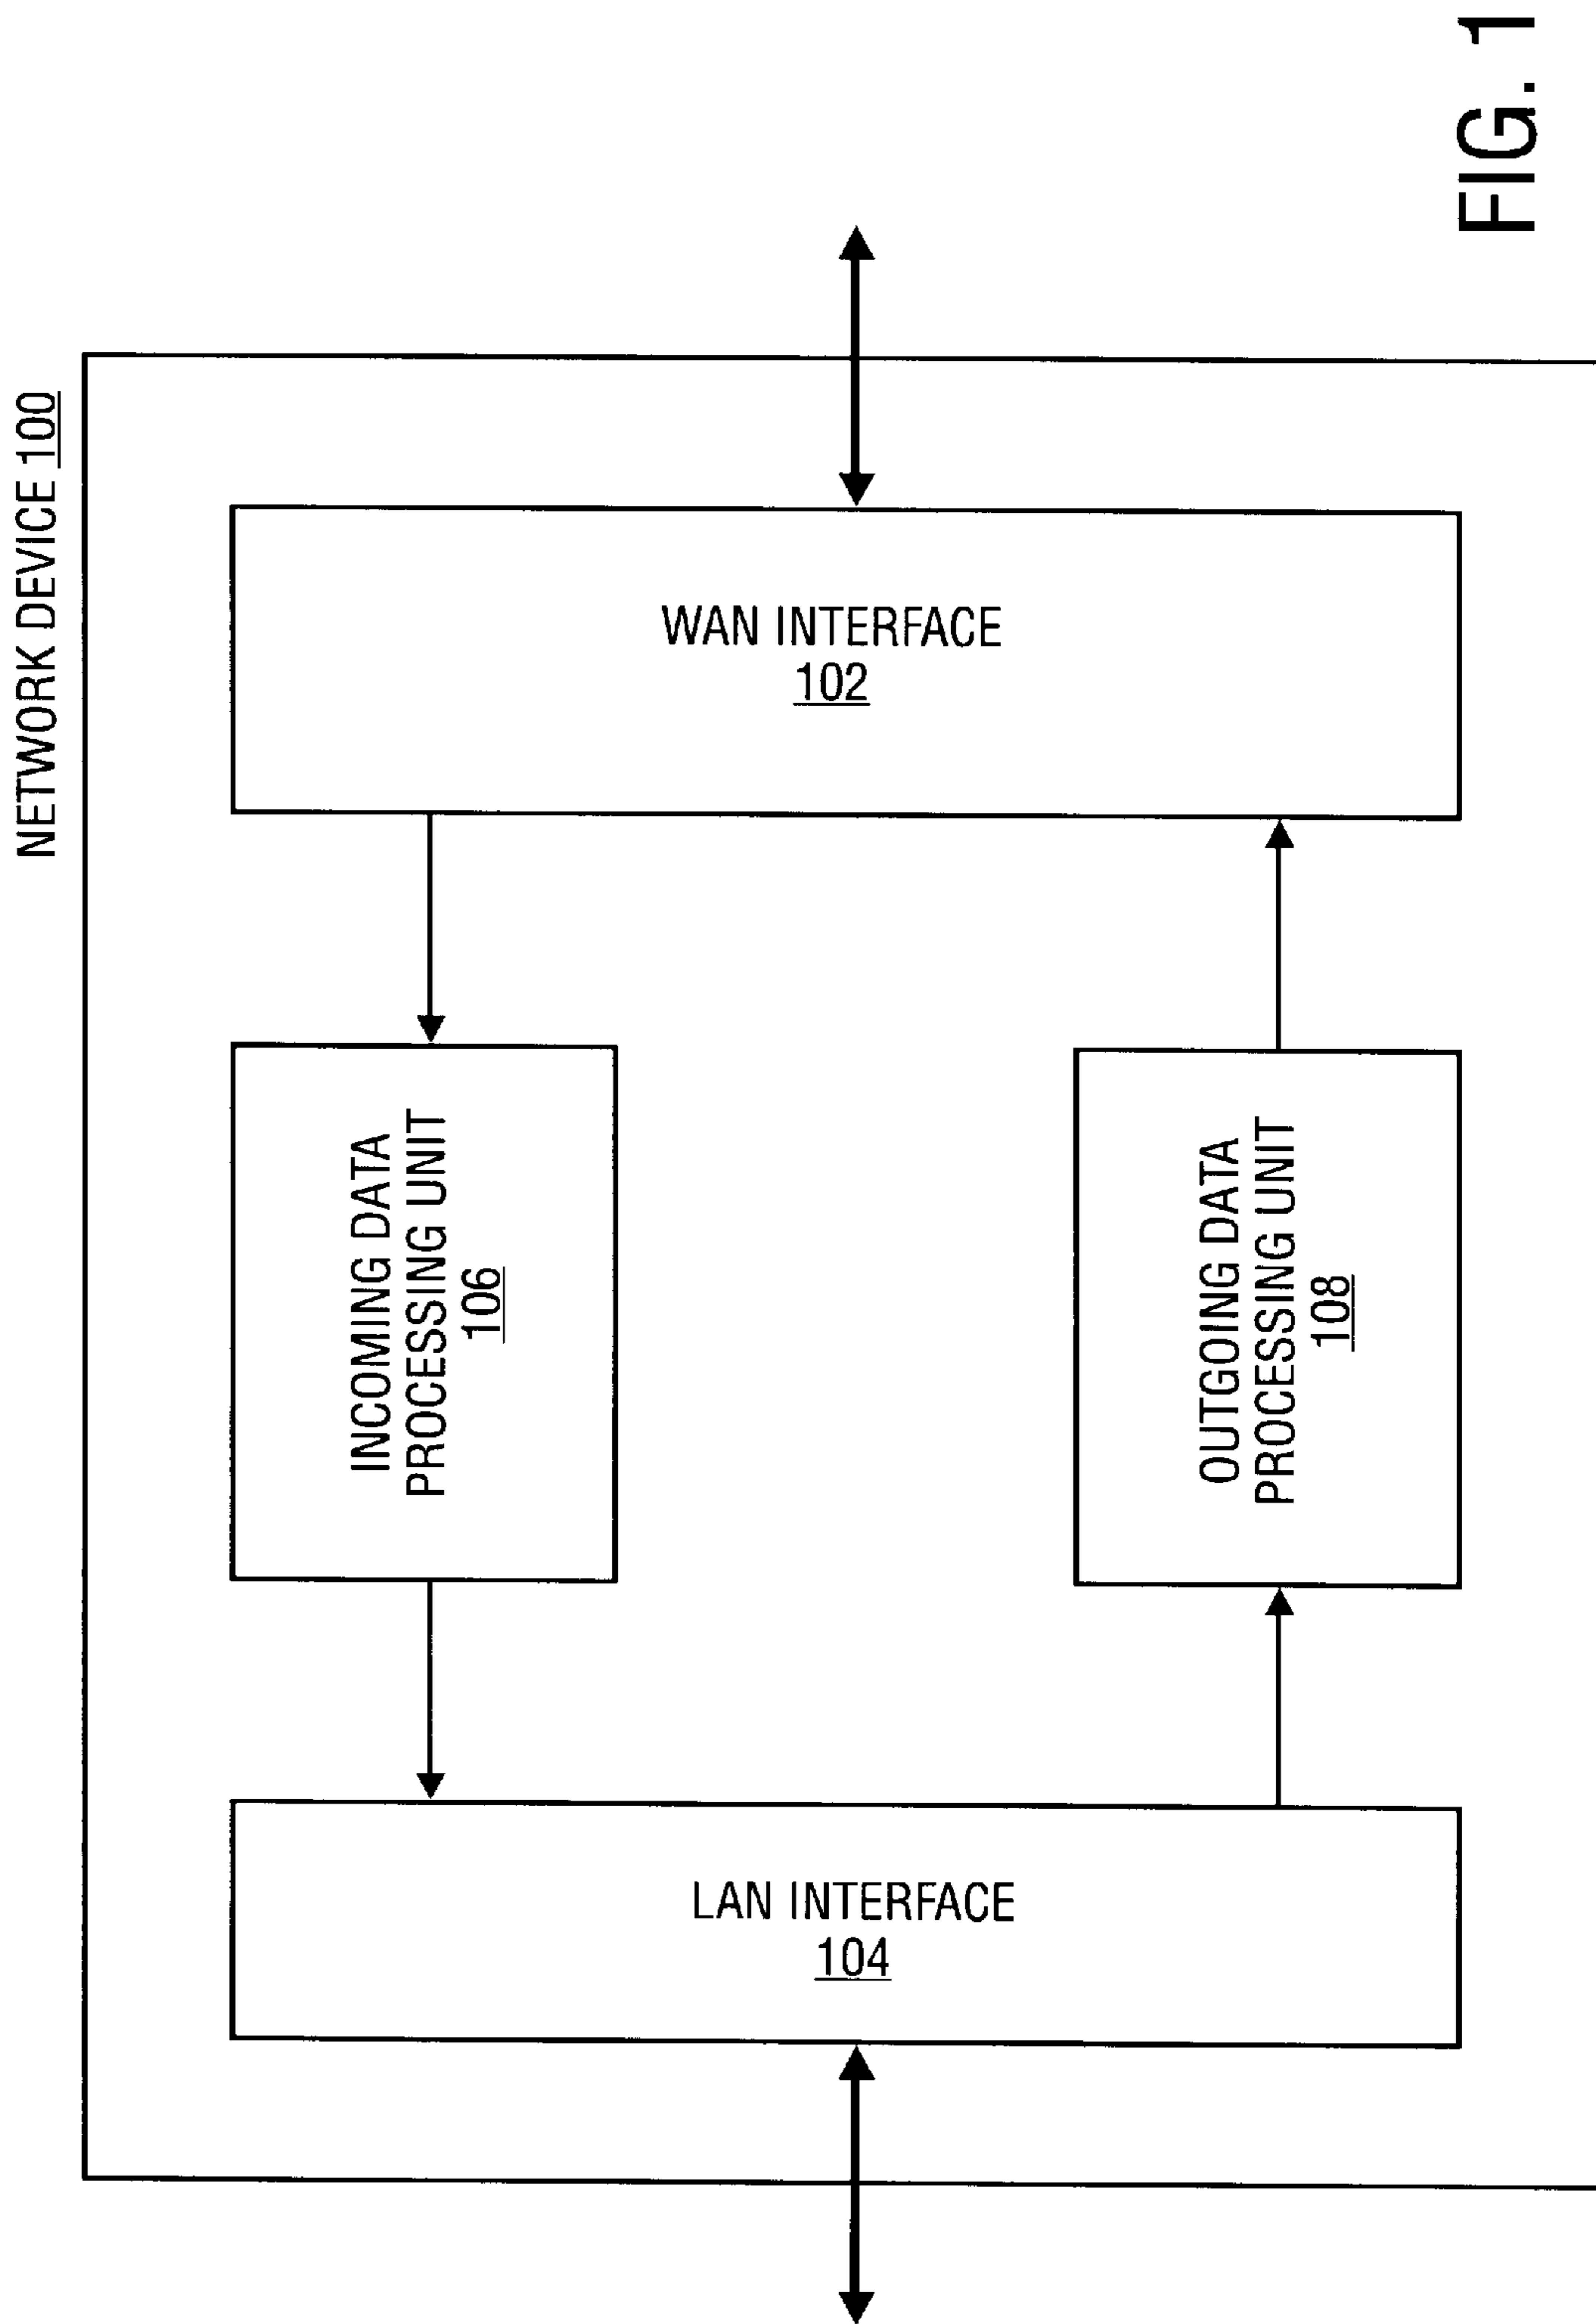 NETWORK DEVICE 100
WAN INTERFACE
102
INCOMING DATA
PROCESSING UNIT
106
OUTGOING DATA
PROCESSING UNIT
108
LAN INTERFACE
104
FIG. 1